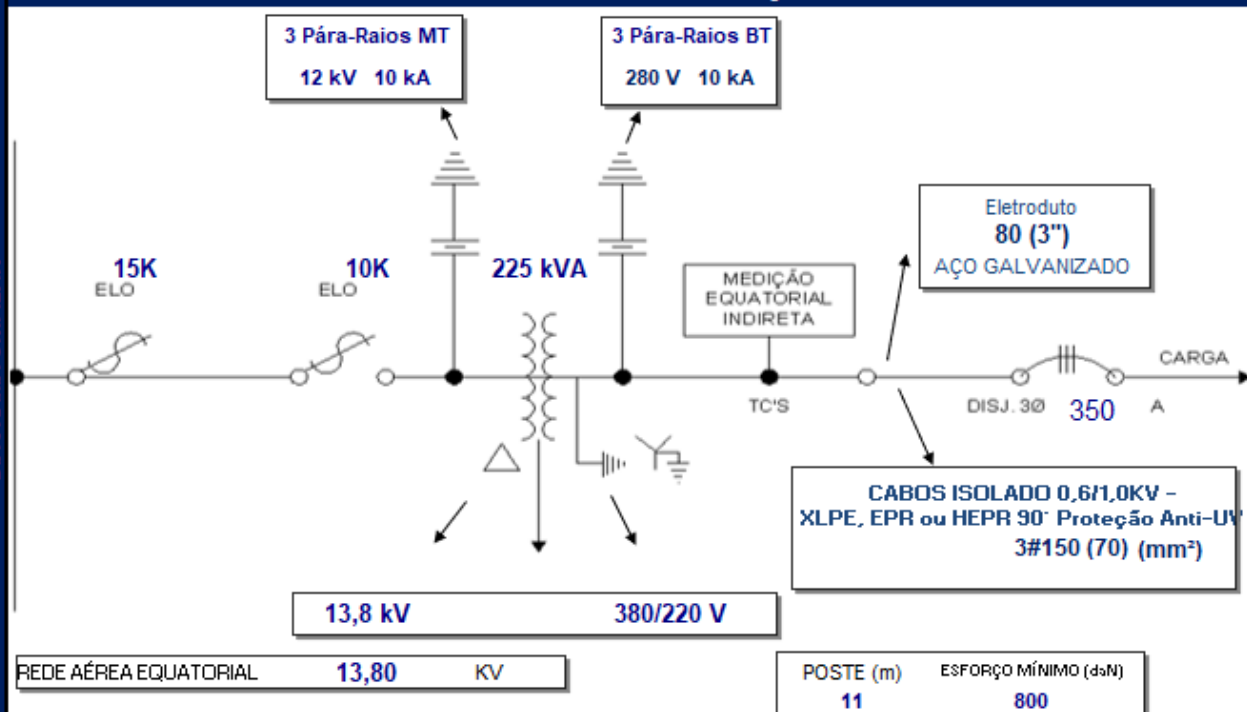 3 Pára-Raios MT
12 kV 10 kA
3 Pára-Raios BT
280 V 10 kA
Eletroduto
80 (3")
AÇO GALVANIZADO
15K
ELO
10K
ELO
225 kVA
MEDIÇÃO
EQUATORIAL
INDIRETA
TC'S
DISJ. 3Ø 350 A
CARGA
CABOS ISOLADO 0,6/1,0KV –
XLPE, EPR ou HEPR 90° Proteção Anti-UV
3#150 (70) (mm²)
13,8 kV 380/220 V
REDE AÉREA EQUATORIAL 13,80 KV
POSTE (m) ESFORÇO MÍNIMO (daN)
11 800